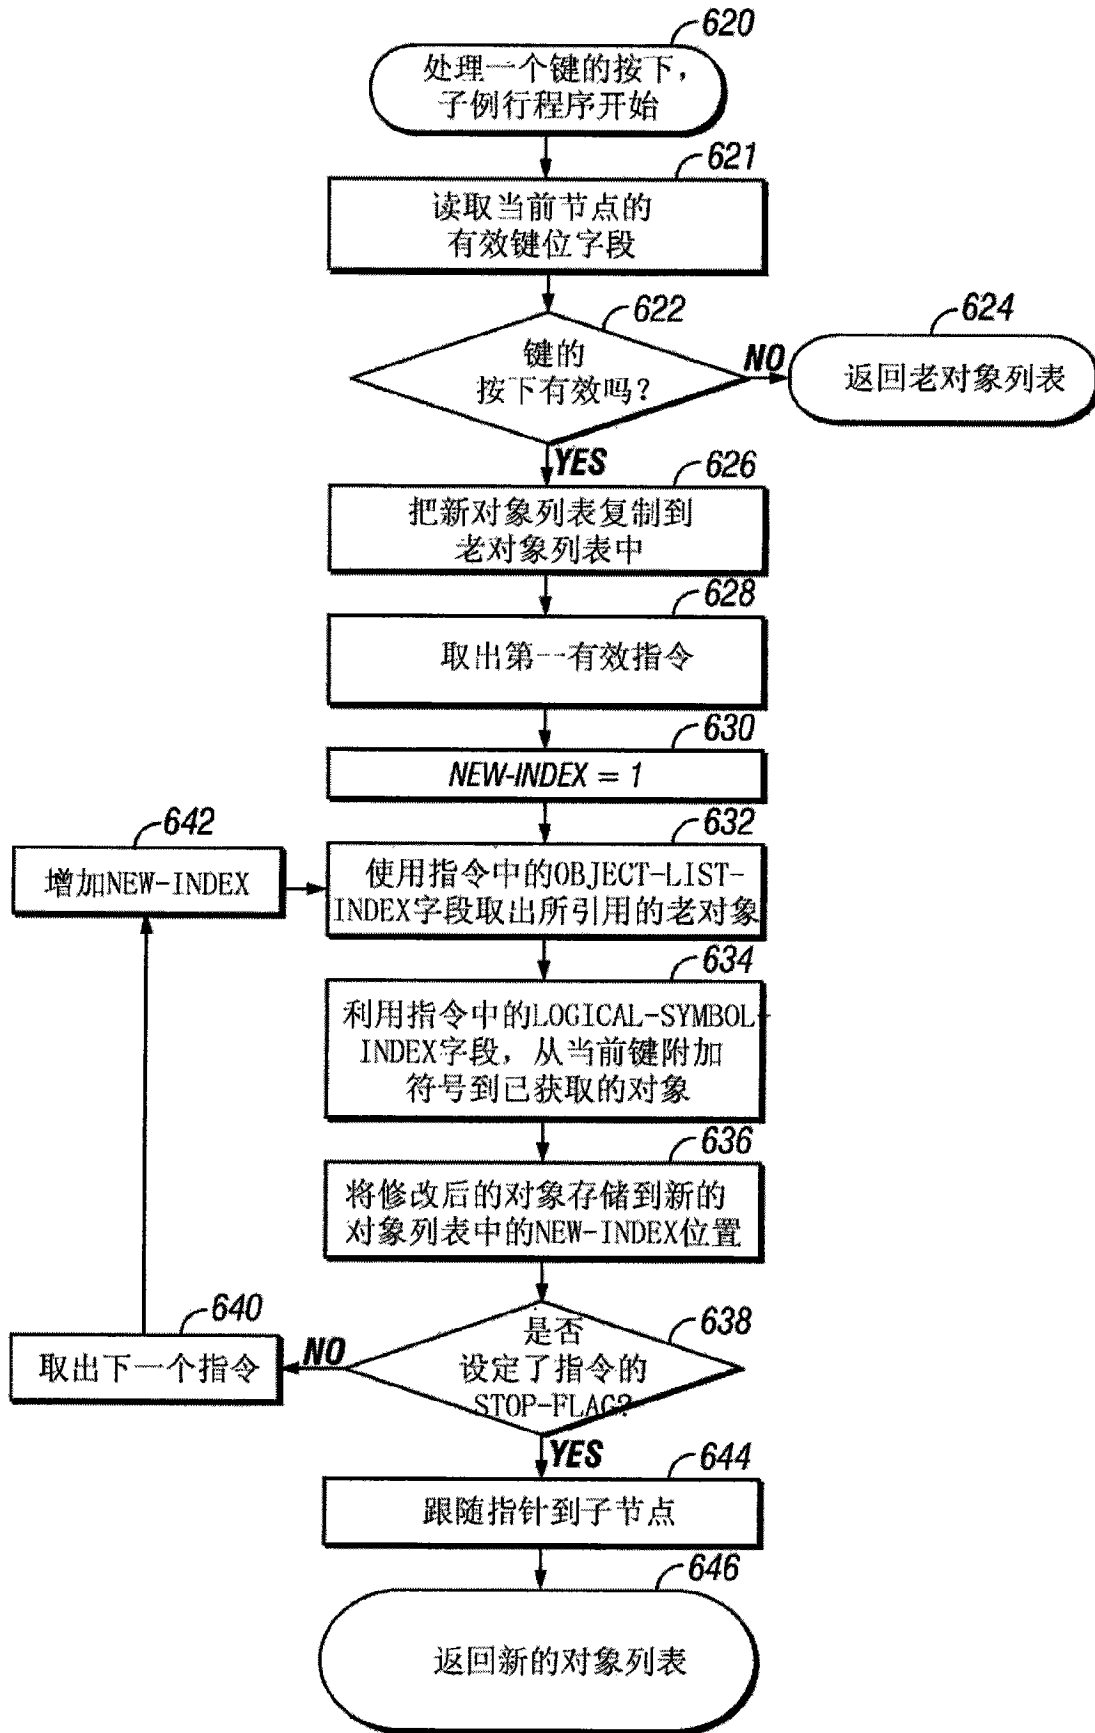 620
处理一个键的按下,
子例行程序开始
621
读取当前节点的
有效键位字段
622
键的
按下有效吗?
NO
624
返回老对象列表
YES
626
把新对象列表复制到
老对象列表中
628
取出第一有效指令
630
NEW-INDEX = 1
642
增加NEW-INDEX
632
使用指令中的OBJECT-LIST-
INDEX字段取出所引用的老对象
634
利用指令中的LOGICAL-SYMBOL-
INDEX字段, 从当前键附加
符号到已获取的对象
636
将修改后的对象存储到新的
对象列表中的NEW-INDEX位置
638
是否
设定了指令的
STOP-FLAG?
NO
640
取出下一个指令
YES
644
跟随指针到子节点
646
返回新的对象列表